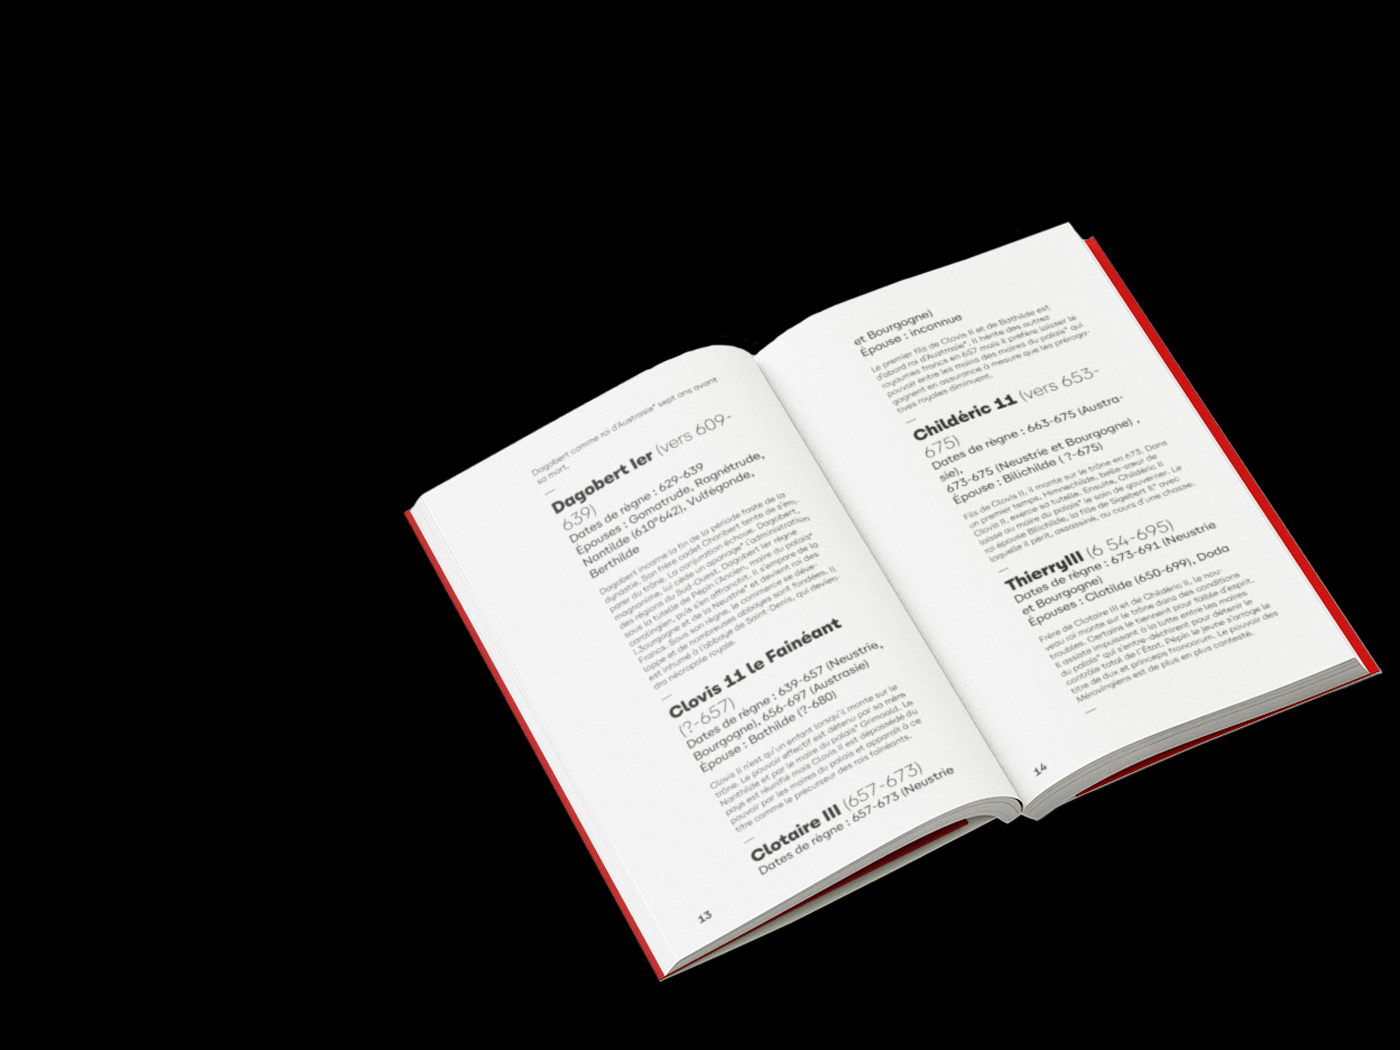 Dagobert comme roi d'Austrasie* sept ans avant
sa mort.
—
Dagobert Ier (vers 609-
639)
Dates de règne : 629-639
Épouses : Gomatrude, Ragnétrude,
Nantilde (610°642), Vulfégonde,
Berthilde
Dagobert incarne la fin de la période faste de la
dynastie. Son frère cadet Charibert tente de s'em-
parer du trône. La conjuration échoue. Dagobert,
magnanime, lui cède un apanage* l'administration
des régions du Sud-Ouest. Dagobert Ier règne
sous la tutelle de Pépin l'Ancien, maire du palais*
carolingien, puis s'en affranchit. Il s'empare de la
Bourgogne et de la Neustrie* et devient roi des
Francs. Sous son règne, le commerce se déve-
loppe et de nombreuses abbayes sont fondées. Il
est inhumé à l'abbaye de Saint-Denis, qui devien-
dra nécropole royale.
—
Clovis 11 le Fainéant
(?-657)
Dates de règne : 639-657 (Neustrie,
Bourgogne), 656-697 (Austrasie)
Épouse : Bathilde (?-680)
Clovis II n'est qu'un enfant lorsqu'il monte sur le
trône. Le pouvoir effectif est détenu par sa mère
Nanthilde et par le maire du palais* Grimoald. Le
pays est réunifié mais Clovis II est dépossédé du
pouvoir par les maires du palais et apparaît à ce
titre comme le précurseur des rois fainéants.
—
Clotaire III (657-673)
Dates de règne : 657-673 (Neustrie
13
et Bourgogne)
Épouse : inconnue
Le premier fils de Clovis II et de Bathilde est
d'abord roi d'Austrasie*. Il hérite des autres
royaumes francs en 657 mais il préfère laisser le
pouvoir entre les mains des maires du palais* qui
gagnent en assurance à mesure que les préroga-
tives royales diminuent.
—
Childéric 11 (vers 653-
675)
Dates de règne : 663-675 (Austra-
sie),
673-675 (Neustrie et Bourgogne) ,
Épouse : Bilichilde ( ?-675)
Fils de Clovis II, il monte sur le trône en 673. Dans
un premier temps, Himnéchilde, belle-sœur de
Clovis II, exerce sa tutelle. Ensuite, Childéric II
laisse au maire du palais* le soin de gouverner. Le
roi épouse Bilichilde, la fille de Sigebert II* avec
laquelle il périt, assassiné, au cours d'une chasse.
—
ThierryIII (6 54-695)
Dates de règne : 673-691 (Neustrie
et Bourgogne)
Épouses : Clotilde (650-699), Doda
Frère de Clotaire III et de Childéric II, le nou-
veau roi monte sur le trône dans des conditions
troubles. Certains le tiennent pour faible d'esprit.
Il assiste impuissant à la lutte entre les maires
du palais* qui s'entre-déchirent pour détenir le
contrôle total de l'État. Pépin le jeune s'arroge le
titre de dux et princeps francorum. Le pouvoir des
Mérovingiens est de plus en plus contesté.
—
14